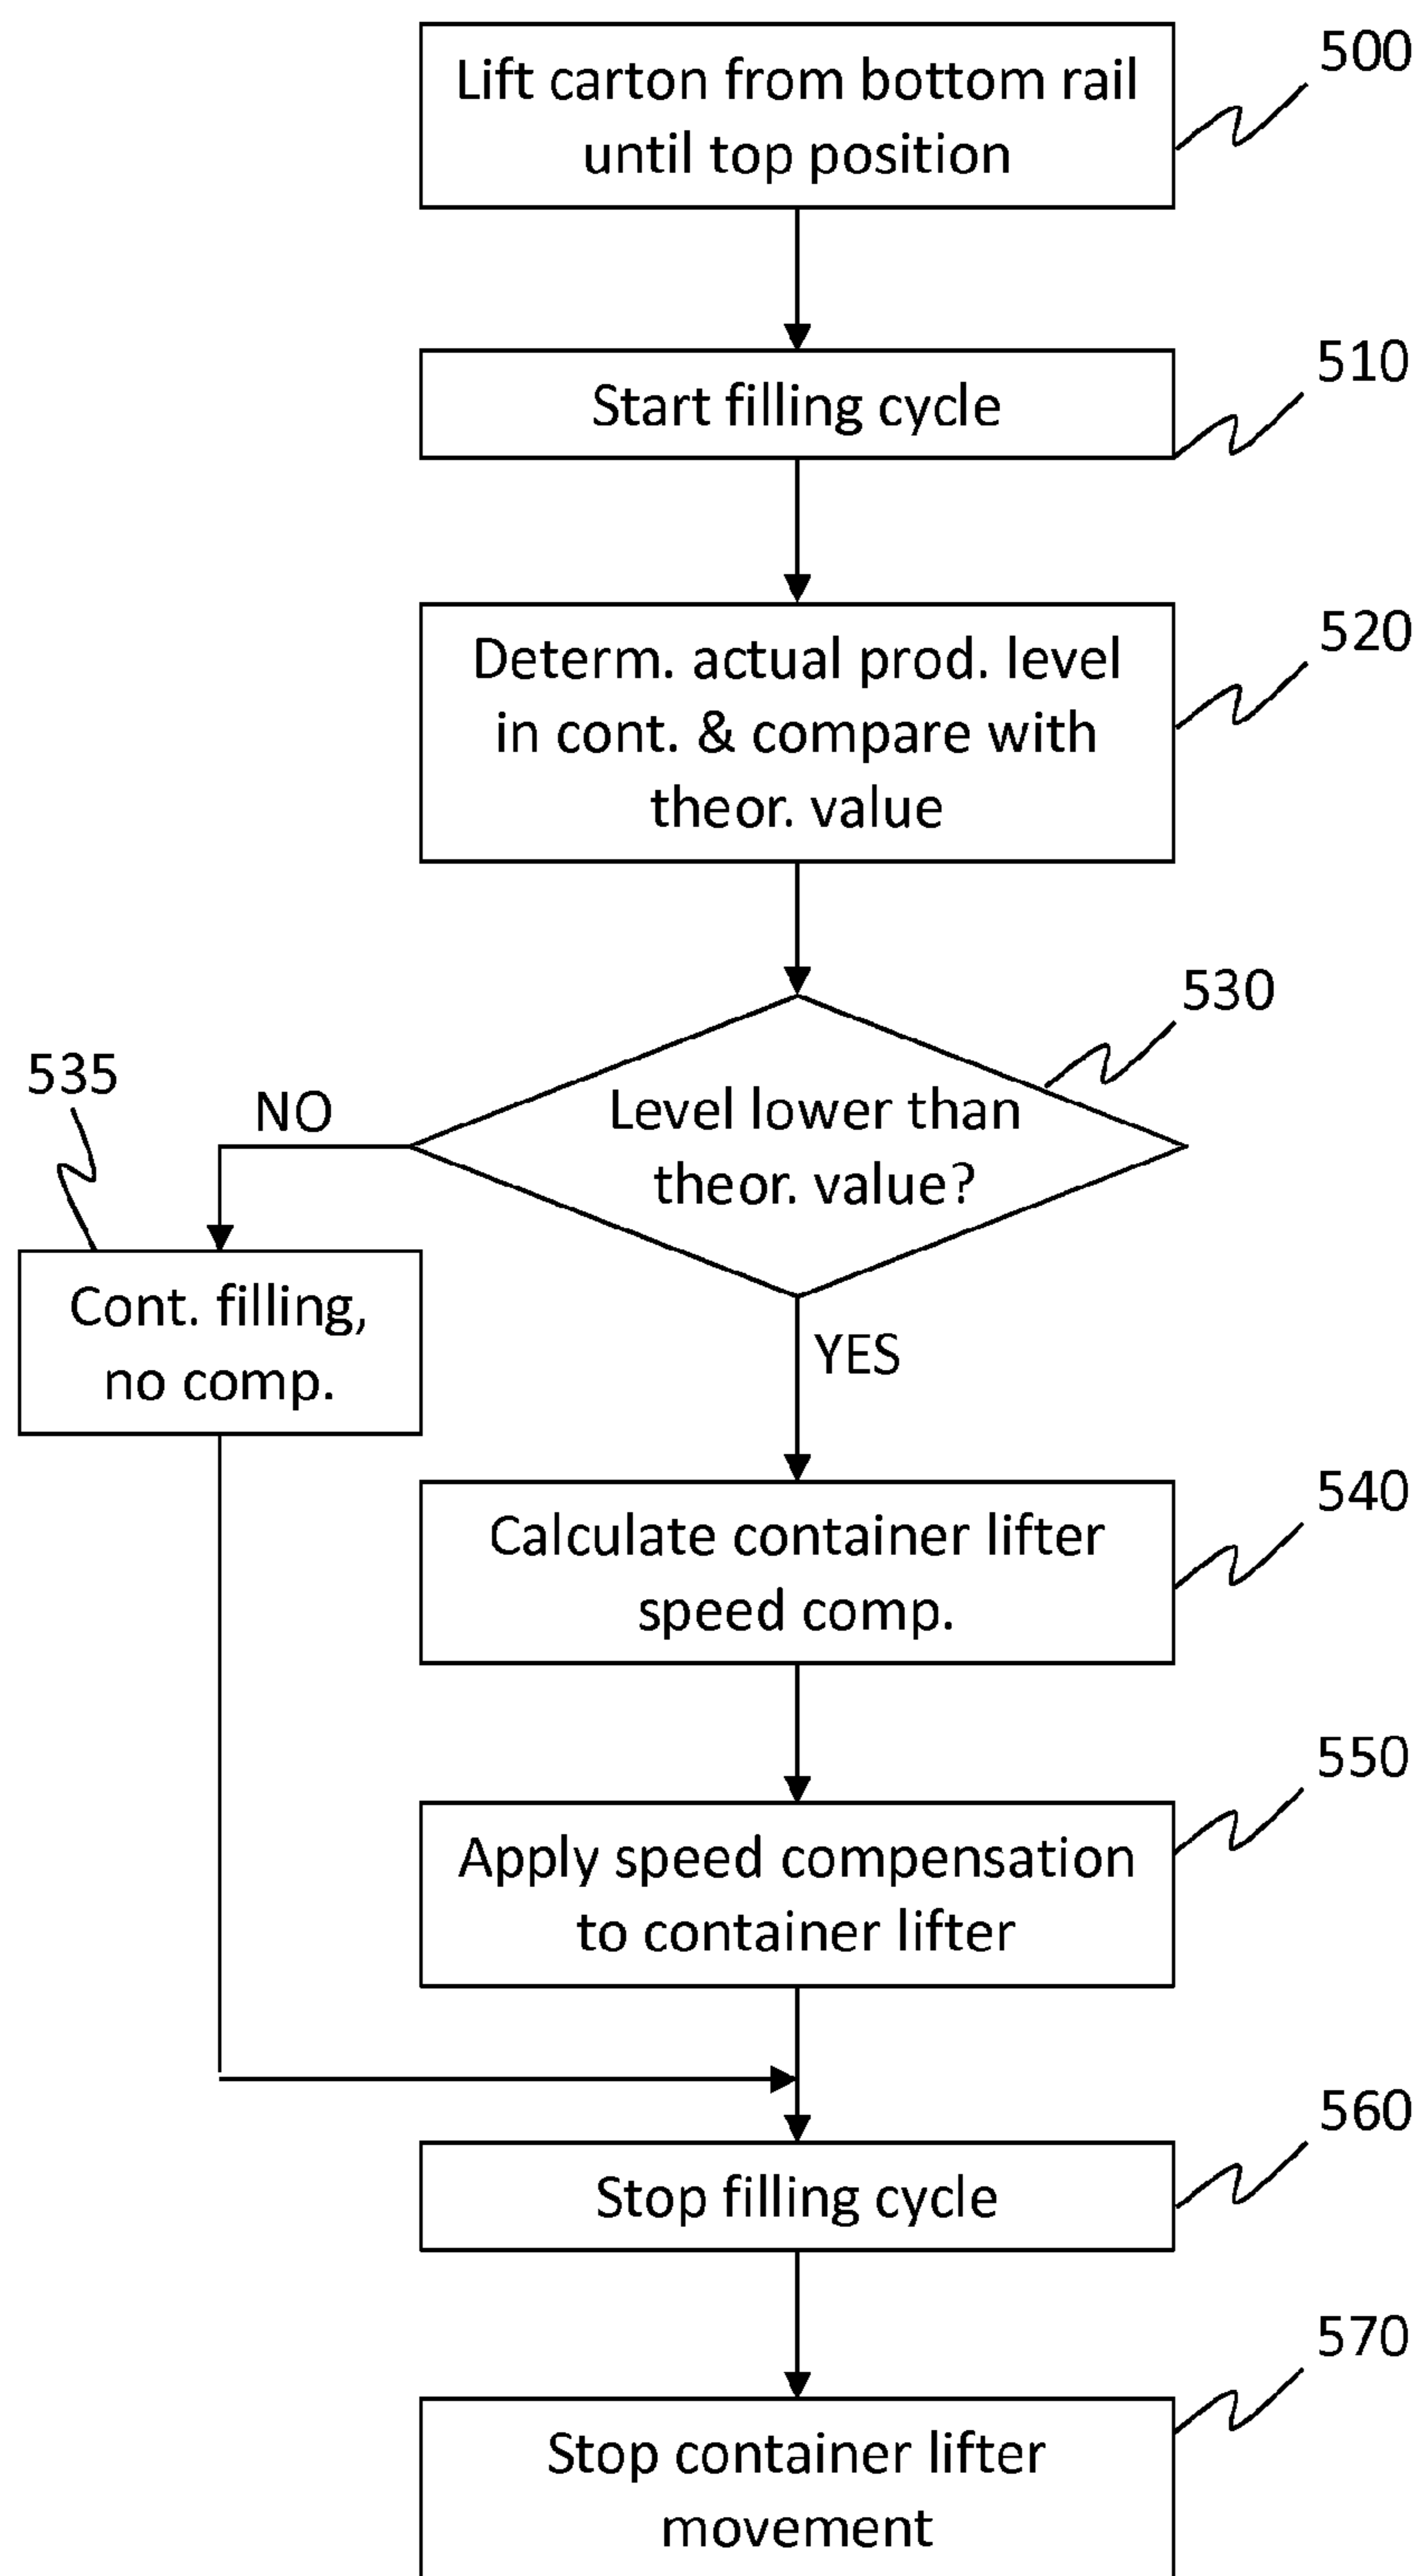 500
Lift carton from bottom rail
until top position
510
Start filling cycle
520
Determ. actual prod. level
in cont. & compare with
theor. value
530
Level lower than
theor. value?
535
NO
Cont. filling,
no comp.
YES
540
Calculate container lifter
speed comp.
550
Apply speed compensation
to container lifter
560
Stop filling cycle
570
Stop container lifter
movement